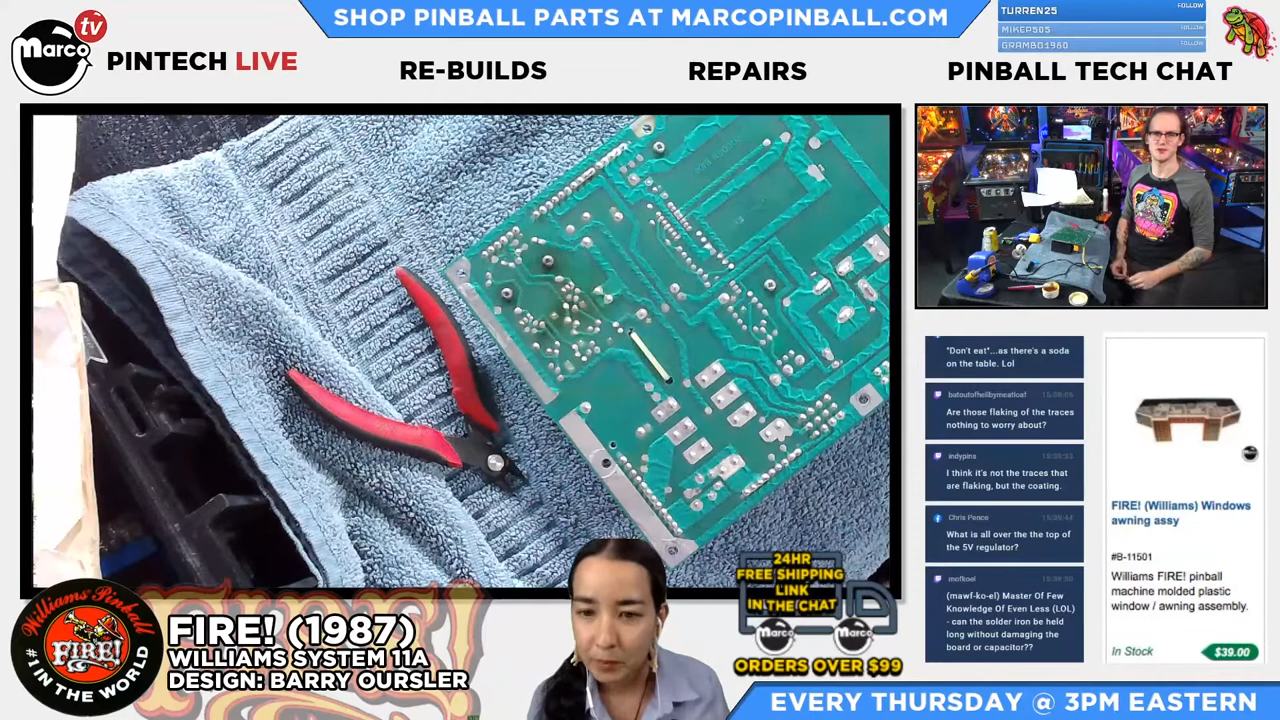 SHOP PINBALL PARTS AT MARCOPINBALL.COM
TURREN25
FOLLOW
MIKEP505
FOLLOW
GRAMBO1960
FOLLOW
Marco
tv
PINTECH LIVE
RE-BUILDS
REPAIRS
PINBALL TECH CHAT
"Don't eat"...as there's a soda
on the table. Lol
batoutofhellbymeatloaf
Are those flaking of the traces
nothing to worry about?
indypins
I think it's not the traces that
are flaking, but the coating.
Chris Pence
What is all over the the top of
the 5V regulator?
mofkoel
(mawf-ko-el) Master Of Few
Knowledge Of Even Less (LOL)
- can the solder iron be held
long without damaging the
board or capacitor??
FIRE! (Williams) Windows
awning assy
#B-11501
Williams FIRE! pinball
machine molded plastic
window / awning assembly.
In Stock
$39.00
24HR
FREE SHIPPING
LINK
IN THE CHAT
Marco
Marco
ORDERS OVER $99
Williams Pinball
FIRE!
#1 IN THE WORLD
FIRE! (1987)
WILLIAMS SYSTEM 11A
DESIGN: BARRY OURSLER
EVERY THURSDAY @ 3PM EASTERN